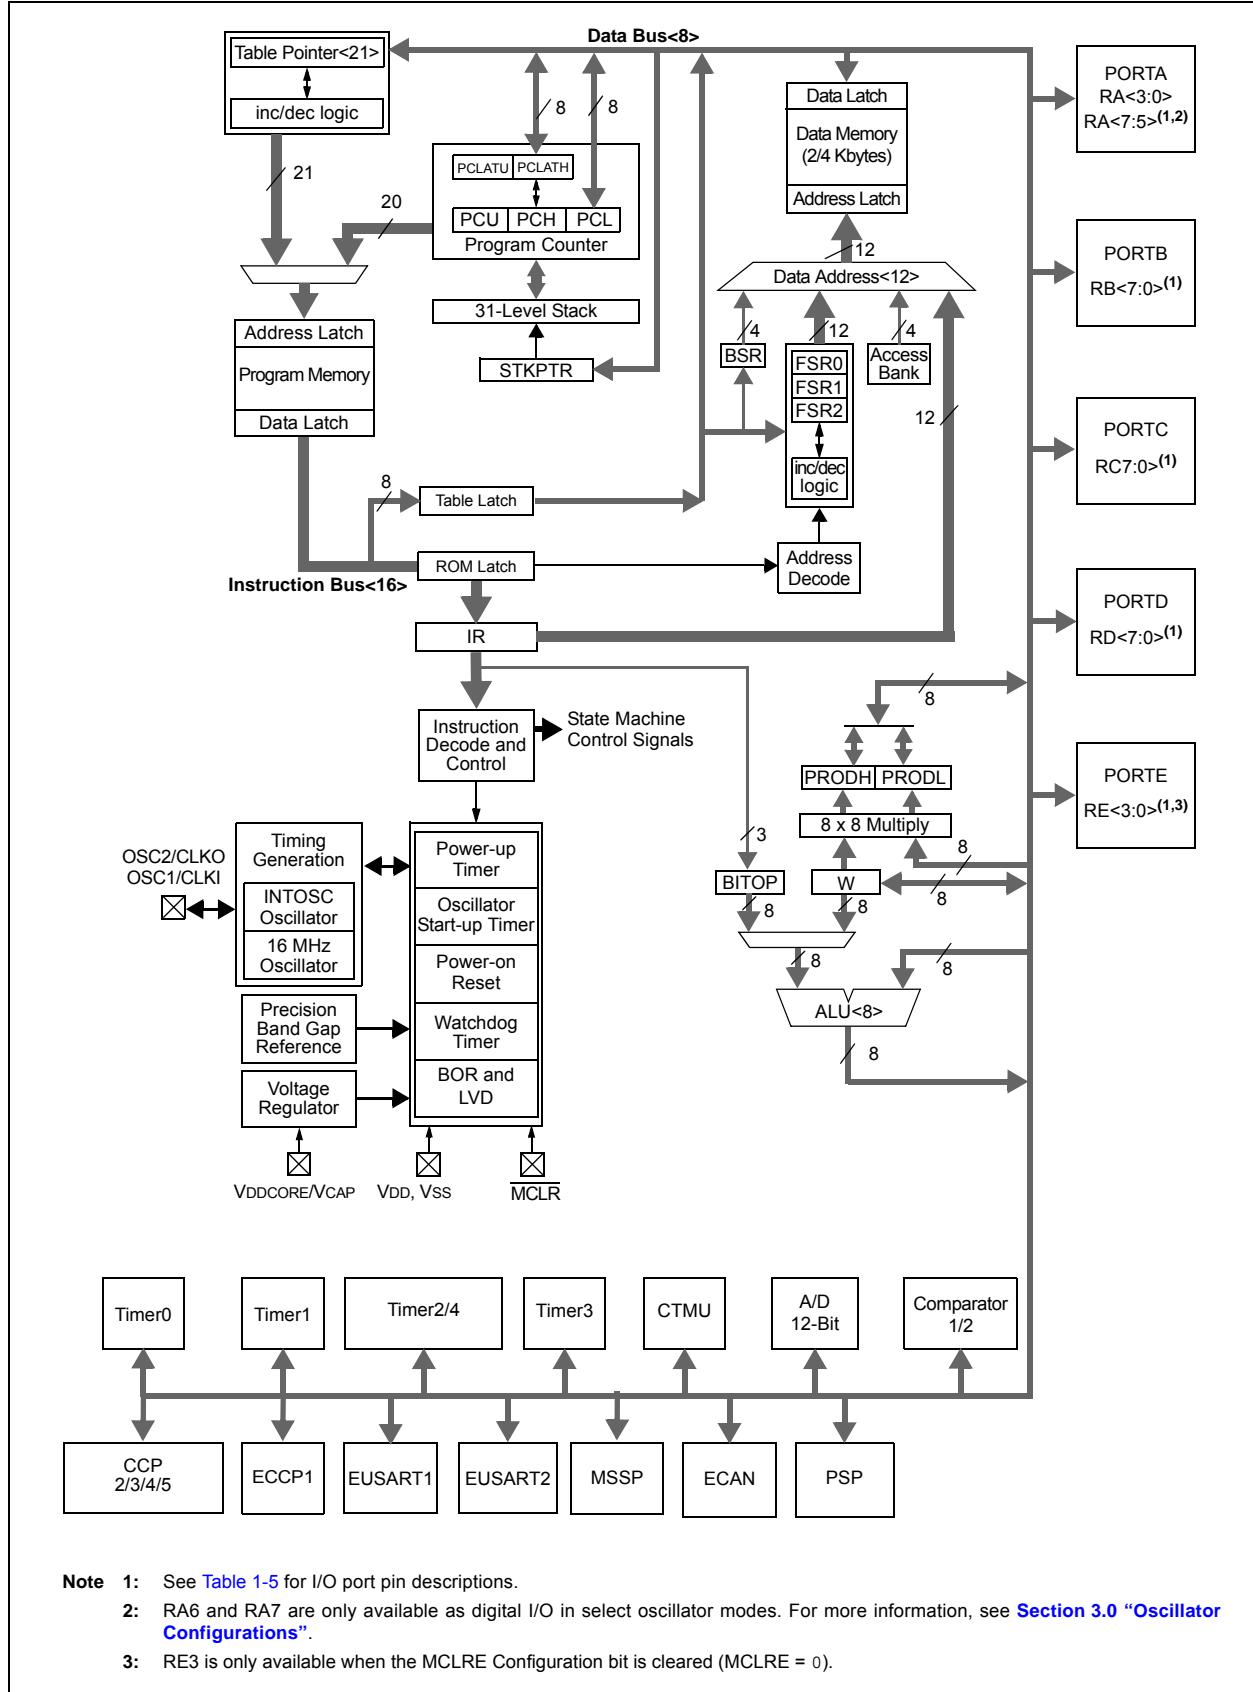 Data Bus<8>
Table Pointer<21>
inc/dec logic
21
20
8
8
PCLATU PCLATH
PCU PCH PCL
Program Counter
31-Level Stack
STKPTR
Data Latch
Data Memory
(2/4 Kbytes)
Address Latch
12
Data Address<12>
4
12
4
BSR
FSR0
FSR1
FSR2
inc/dec
logic
Access
Bank
12
Address Latch
Program Memory
Data Latch
8
Table Latch
Instruction Bus<16>
ROM Latch
Address
Decode
IR
Instruction
Decode and
Control
State Machine
Control Signals
8
PRODH PRODL
8 x 8 Multiply
3
8
BITOP
W
8
8
8
8
8
ALU<8>
8
OSC2/CLKO
OSC1/CLKI
Timing
Generation
INTOSC
Oscillator
16 MHz
Oscillator
Power-up
Timer
Oscillator
Start-up Timer
Power-on
Reset
Watchdog
Timer
BOR and
LVD
Precision
Band Gap
Reference
Voltage
Regulator
VDDCORE/VCAP
VDD, VSS
MCLR
PORTA
RA<3:0>
RA<7:5>(1,2)
PORTB
RB<7:0>(1)
PORTC
RC7:0>(1)
PORTD
RD<7:0>(1)
PORTE
RE<3:0>(1,3)
Timer0
Timer1
Timer2/4
Timer3
CTMU
A/D
12-Bit
Comparator
1/2
CCP
2/3/4/5
ECCP1
EUSART1
EUSART2
MSSP
ECAN
PSP
Note 1: See Table 1-5 for I/O port pin descriptions.
2: RA6 and RA7 are only available as digital I/O in select oscillator modes. For more information, see Section 3.0 “Oscillator
Configurations”.
3: RE3 is only available when the MCLRE Configuration bit is cleared (MCLRE = 0).